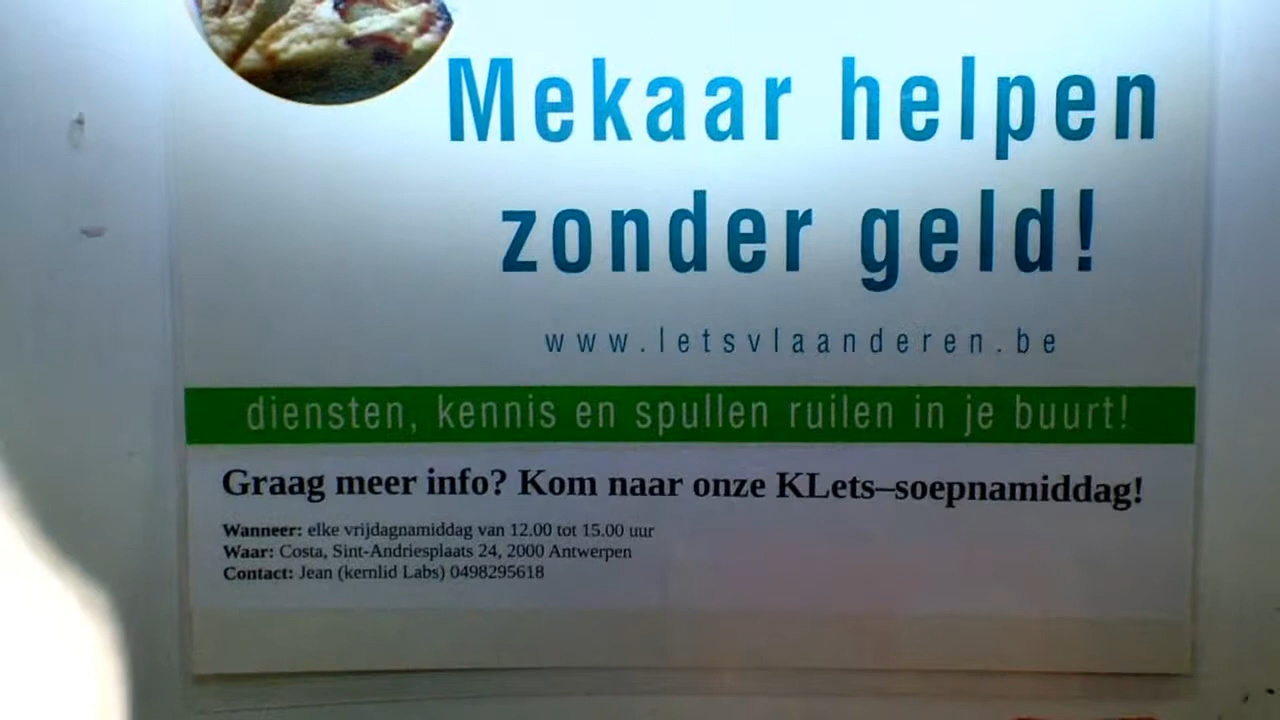 Mekaar helpen
zonder geld!
www.letsvlaanderen.be
diensten, kennis en spullen ruilen in je buurt!
Graag meer info? Kom naar onze KLets–soepnamiddag!
Wanneer: elke vrijdagnamiddag van 12.00 tot 15.00 uur
Waar: Costa, Sint-Andriesplaats 24, 2000 Antwerpen
Contact: Jean (kernlid Labs) 0498295618